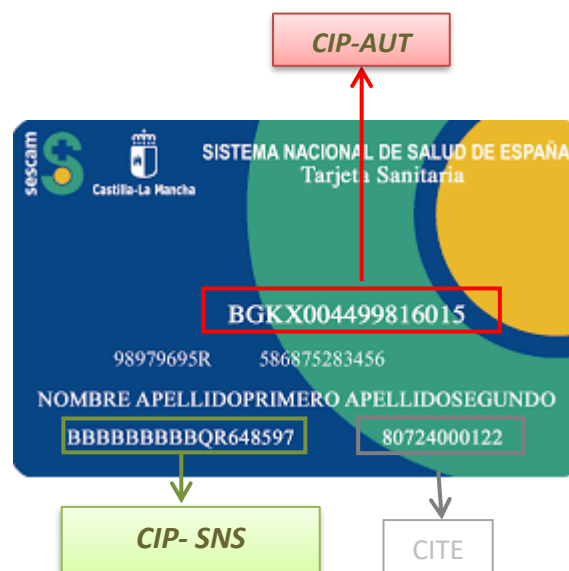 CIP-AUT
sescam
Castilla-La Mancha
SISTEMA NACIONAL DE SALUD DE ESPAÑA
Tarjeta Sanitaria
BGKX004499816015
98979695R 586875283456
NOMBRE APELLIDOPRIMERO APELLIDOSEGUNDO
BBBBBBBBBBQR648597 80724000122
CIP- SNS
CITE